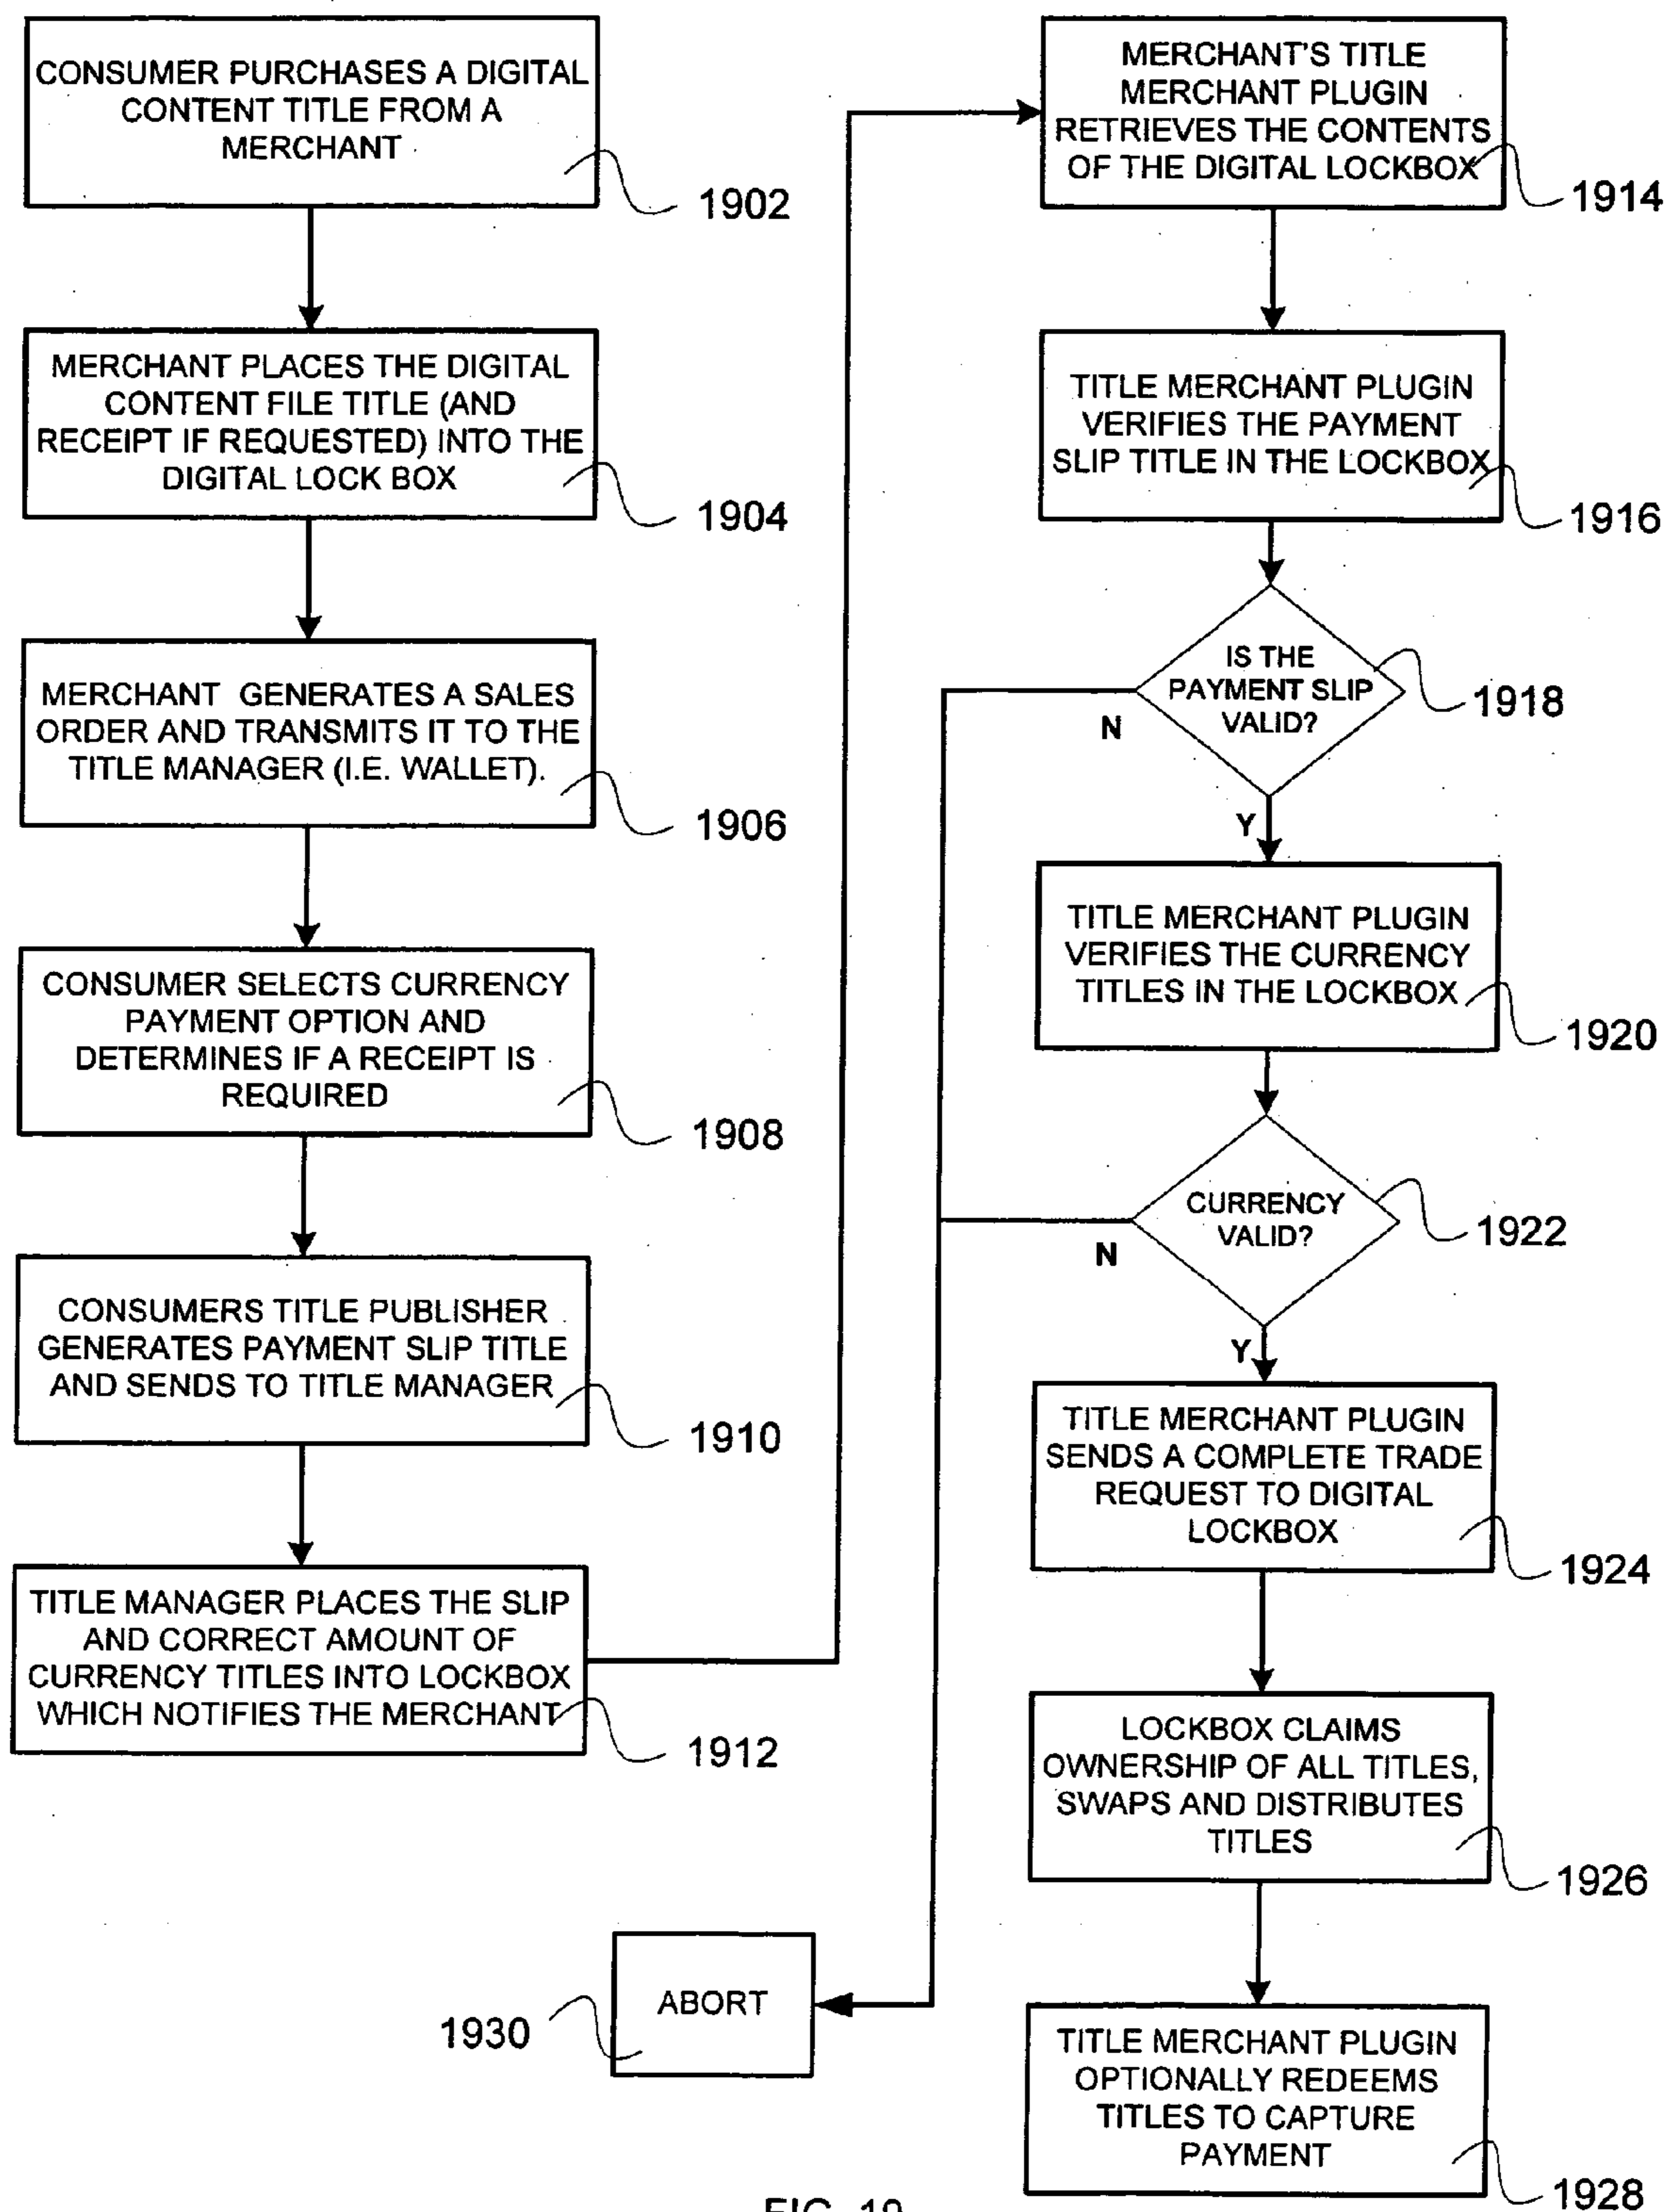 CONSUMER PURCHASES A DIGITAL
CONTENT TITLE FROM A
MERCHANT
1902
MERCHANT PLACES THE DIGITAL
CONTENT FILE TITLE (AND
RECEIPT IF REQUESTED) INTO THE
DIGITAL LOCK BOX
1904
MERCHANT GENERATES A SALES
ORDER AND TRANSMITS IT TO THE
TITLE MANAGER (I.E. WALLET).
1906
CONSUMER SELECTS CURRENCY
PAYMENT OPTION AND
DETERMINES IF A RECEIPT IS
REQUIRED
1908
CONSUMERS TITLE PUBLISHER
GENERATES PAYMENT SLIP TITLE
AND SENDS TO TITLE MANAGER
1910
TITLE MANAGER PLACES THE SLIP
AND CORRECT AMOUNT OF
CURRENCY TITLES INTO LOCKBOX
WHICH NOTIFIES THE MERCHANT
1912
MERCHANT'S TITLE
MERCHANT PLUGIN
RETRIEVES THE CONTENTS
OF THE DIGITAL LOCKBOX
1914
TITLE MERCHANT PLUGIN
VERIFIES THE PAYMENT
SLIP TITLE IN THE LOCKBOX
1916
IS THE
PAYMENT SLIP
VALID?
1918
N
Y
TITLE MERCHANT PLUGIN
VERIFIES THE CURRENCY
TITLES IN THE LOCKBOX
1920
CURRENCY
VALID?
1922
N
Y
TITLE MERCHANT PLUGIN
SENDS A COMPLETE TRADE
REQUEST TO DIGITAL
LOCKBOX
1924
LOCKBOX CLAIMS
OWNERSHIP OF ALL TITLES,
SWAPS AND DISTRIBUTES
TITLES
1926
ABORT
1930
TITLE MERCHANT PLUGIN
OPTIONALLY REDEEMS
TITLES TO CAPTURE
PAYMENT
1928
FIG. 19